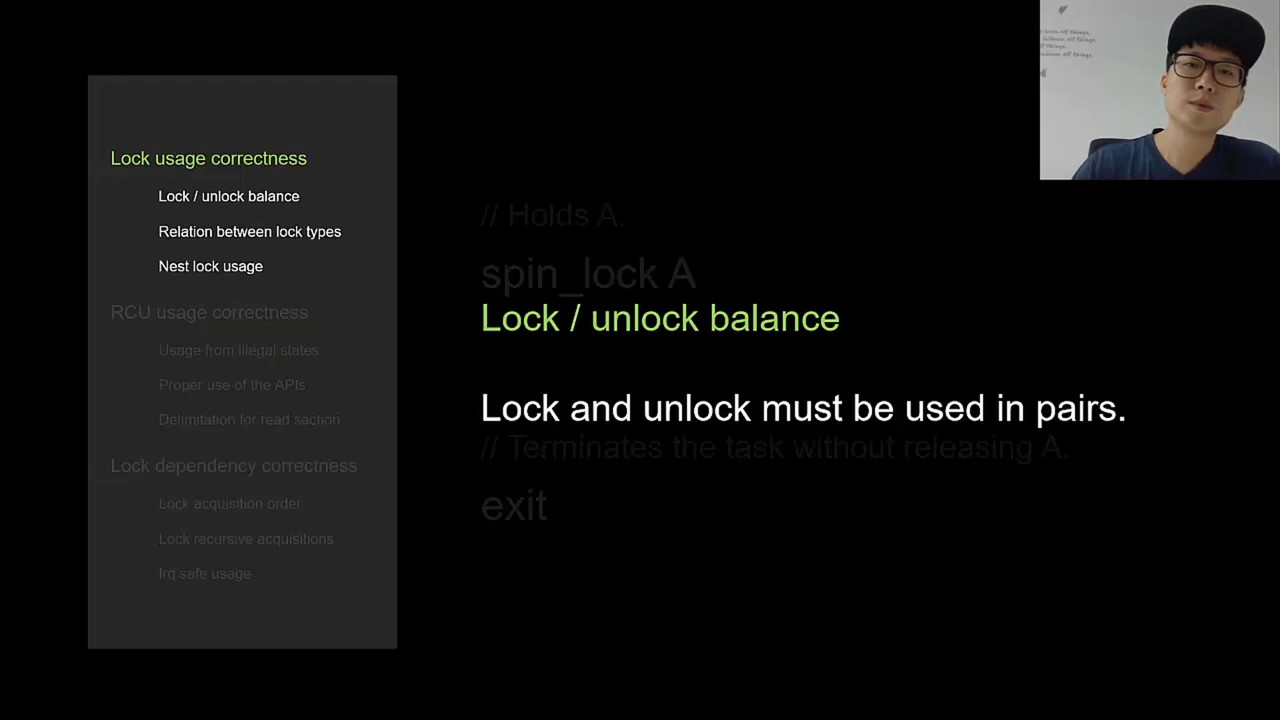 Lock usage correctness
Lock / unlock balance
Relation between lock types
Nest lock usage
RCU usage correctness
Usage from illegal states
Proper use of the APIs
Delimitation for read section
Lock dependency correctness
Lock acquisition order
Lock recursive acquisitions
Irq safe usage
// Holds A.
spin_lock A
Lock / unlock balance
Lock and unlock must be used in pairs.
// Terminates the task without releasing A.
exit